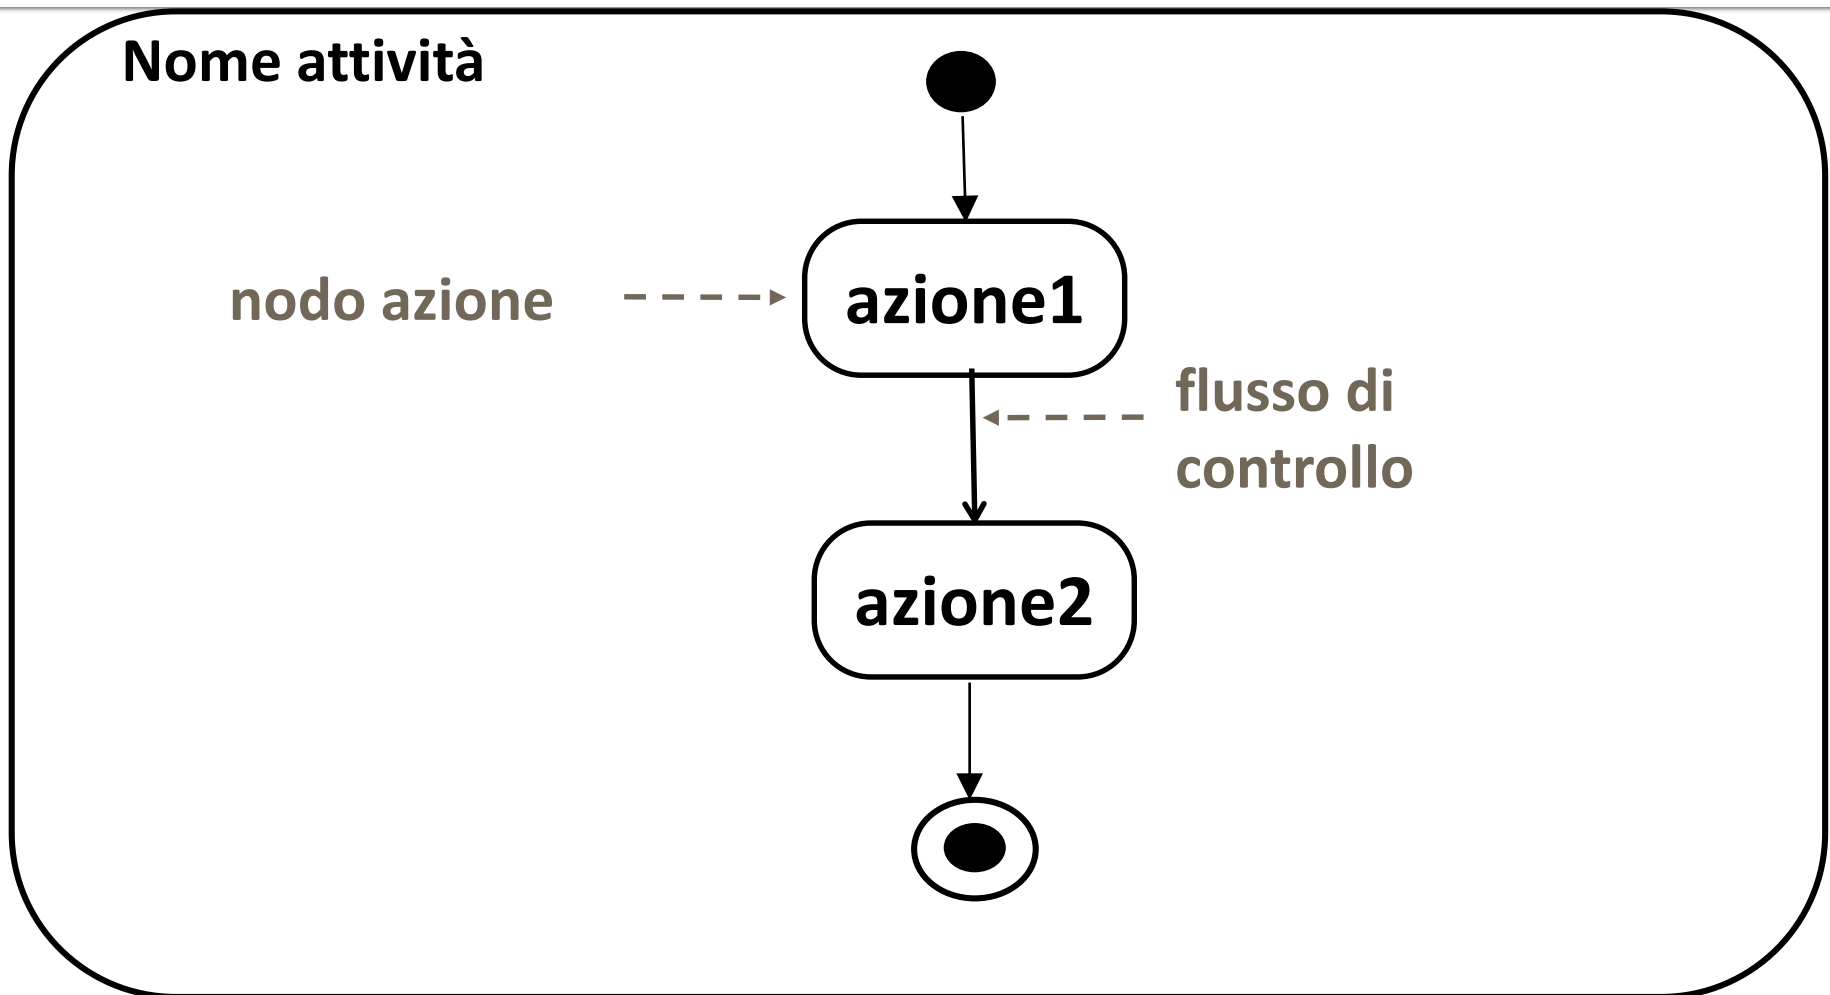 Nome attività
nodo azione
azione1
flusso di
controllo
azione2